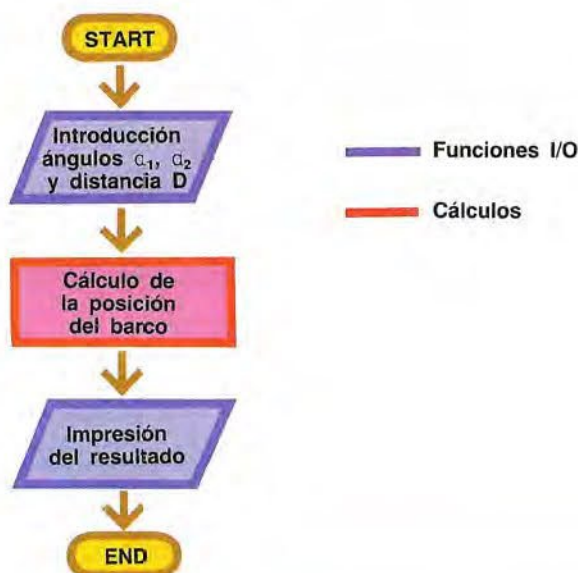 START
Introducción
ángulos α₁, α₂
y distancia D
Funciones I/O
Cálculos
Cálculo de
la posición
del barco
Impresión
del resultado
END